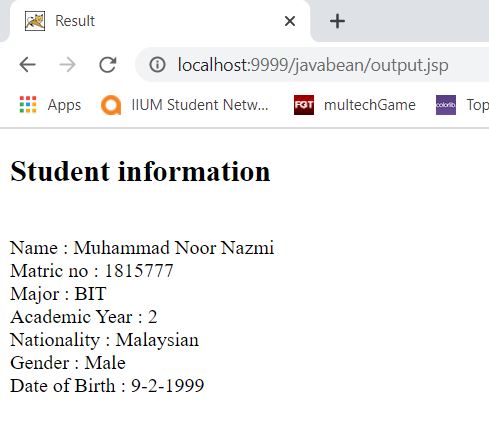 Result
localhost:9999/javabean/output.jsp
Apps IIUM Student Netw... FGT multechGame colorlib Top
Student information
Name : Muhammad Noor Nazmi
Matric no : 1815777
Major : BIT
Academic Year : 2
Nationality : Malaysian
Gender : Male
Date of Birth : 9-2-1999